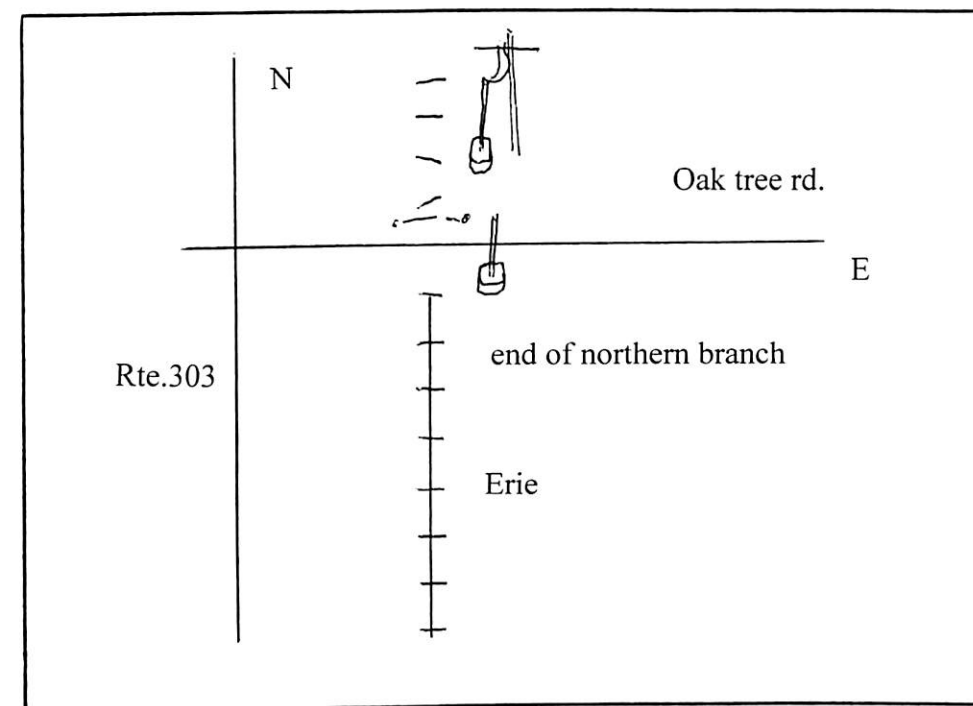 N
Oak tree rd.
E
end of northern branch
Rte.303
Erie